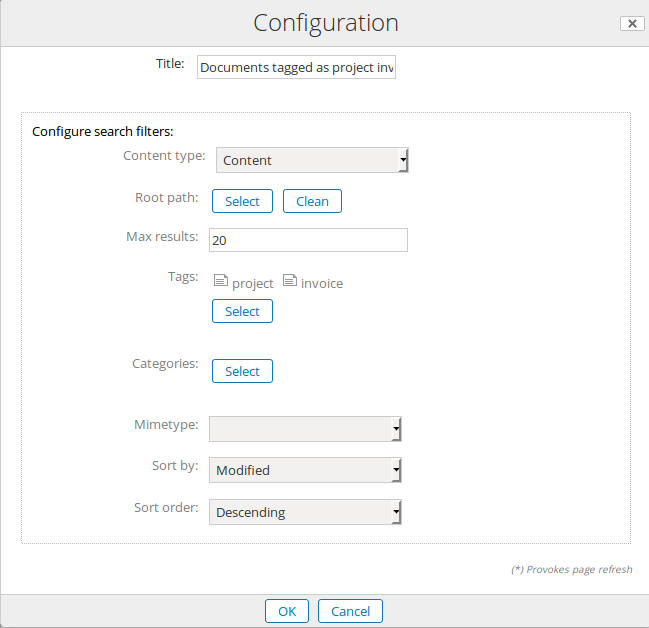 Configuration
Title: Documents tagged as project inv
Configure search filters:
Content type: Content
Root path: Select Clean
Max results: 20
Tags: project invoice
Select
Categories: Select
Mimetype:
Sort by: Modified
Sort order: Descending
(*) Provokes page refresh
OK Cancel